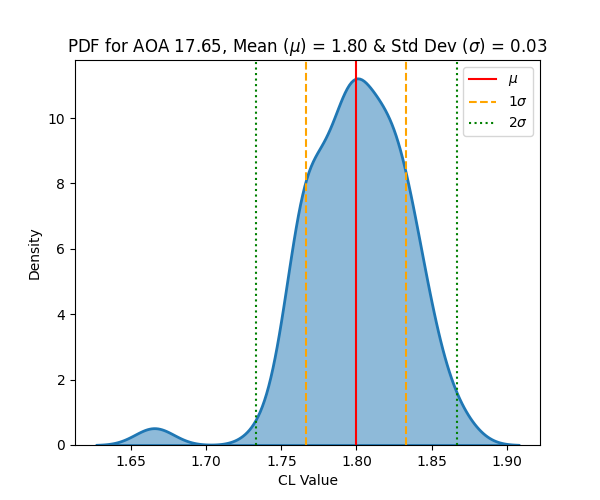 PDF for AOA 17.65, Mean (μ) = 1.80 & Std Dev (σ) = 0.03
μ
1σ
2σ
Density
10
8
6
4
2
0
1.65 1.70 1.75 1.80 1.85 1.90
CL Value